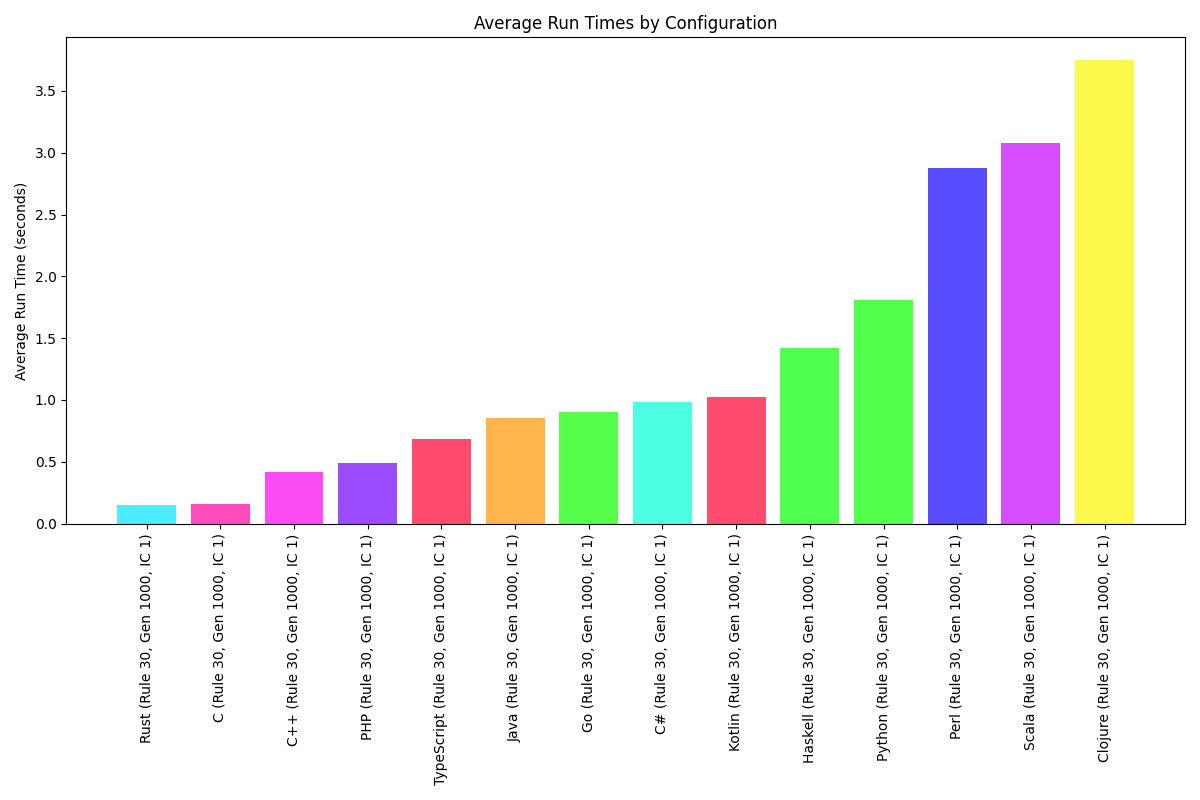 Average Run Times by Configuration
Average Run Time (seconds)
3.5
3.0
2.5
2.0
1.5
1.0
0.5
0.0
Rust (Rule 30, Gen 1000, IC 1)
C (Rule 30, Gen 1000, IC 1)
C++ (Rule 30, Gen 1000, IC 1)
PHP (Rule 30, Gen 1000, IC 1)
TypeScript (Rule 30, Gen 1000, IC 1)
Java (Rule 30, Gen 1000, IC 1)
Go (Rule 30, Gen 1000, IC 1)
C# (Rule 30, Gen 1000, IC 1)
Kotlin (Rule 30, Gen 1000, IC 1)
Haskell (Rule 30, Gen 1000, IC 1)
Python (Rule 30, Gen 1000, IC 1)
Perl (Rule 30, Gen 1000, IC 1)
Scala (Rule 30, Gen 1000, IC 1)
Clojure (Rule 30, Gen 1000, IC 1)